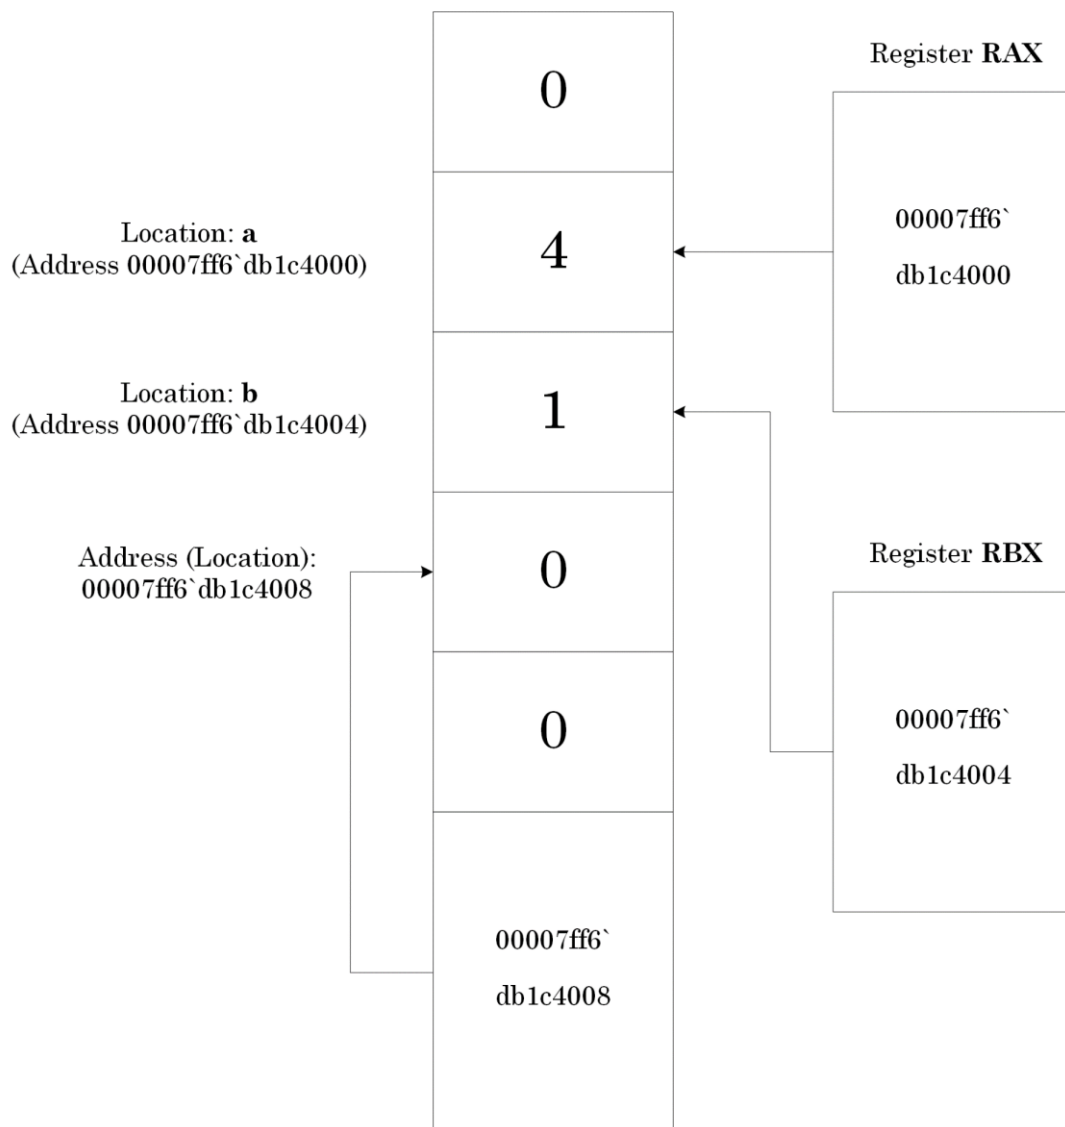 0
Register RAX
Location: a
(Address 00007ff6`db1c4000)
4
00007ff6`
db1c4000
Location: b
(Address 00007ff6`db1c4004)
1
Address (Location):
00007ff6`db1c4008
0
Register RBX
0
00007ff6`
db1c4004
00007ff6`
db1c4008